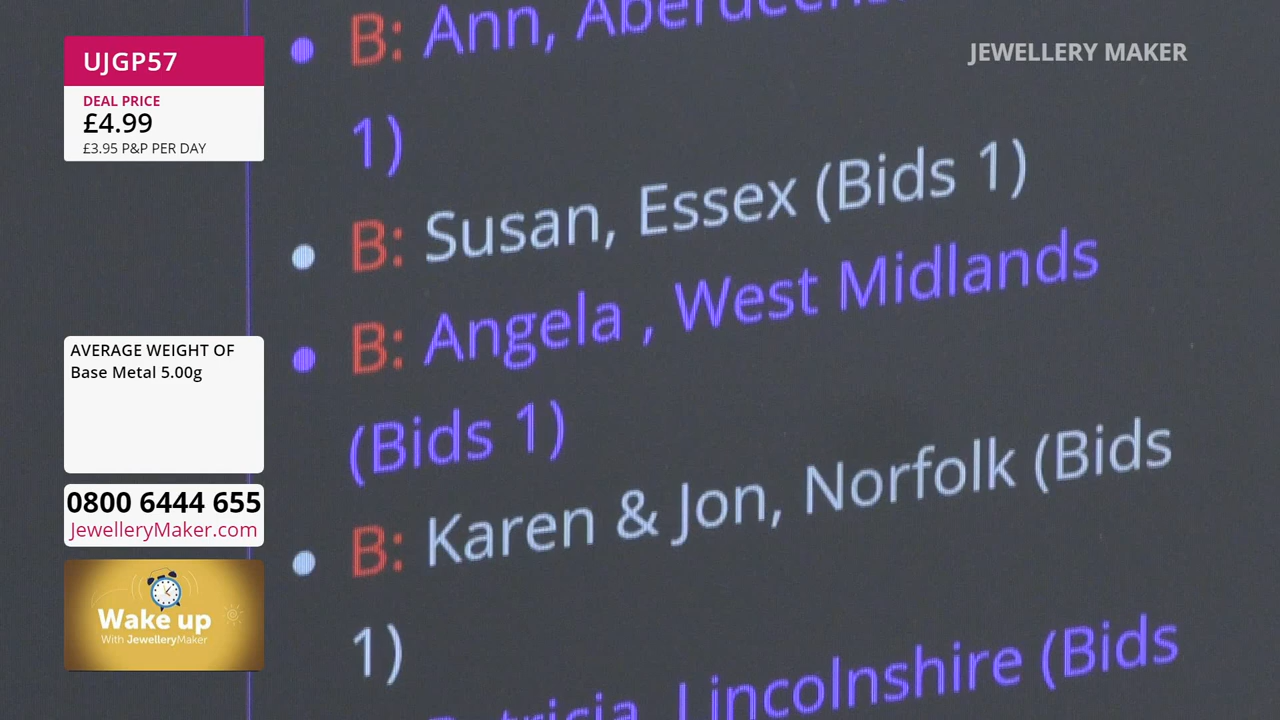 UJGP57
DEAL PRICE
£4.99
£3.95 P&P PER DAY
JEWELLERY MAKER
B: Ann,
1)
B: Susan, Essex (Bids 1)
B: Angela , West Midlands
(Bids 1)
B: Karen & Jon, Norfolk (Bids
1)
Lincolnshire (Bids
AVERAGE WEIGHT OF
Base Metal 5.00g
0800 6444 655
JewelleryMaker.com
Wake up
With JewelleryMaker